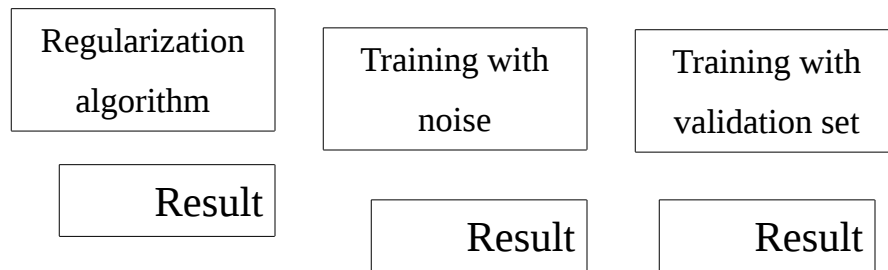 Regularization
algorithm
Training with
noise
Training with
validation set
Result
Result
Result